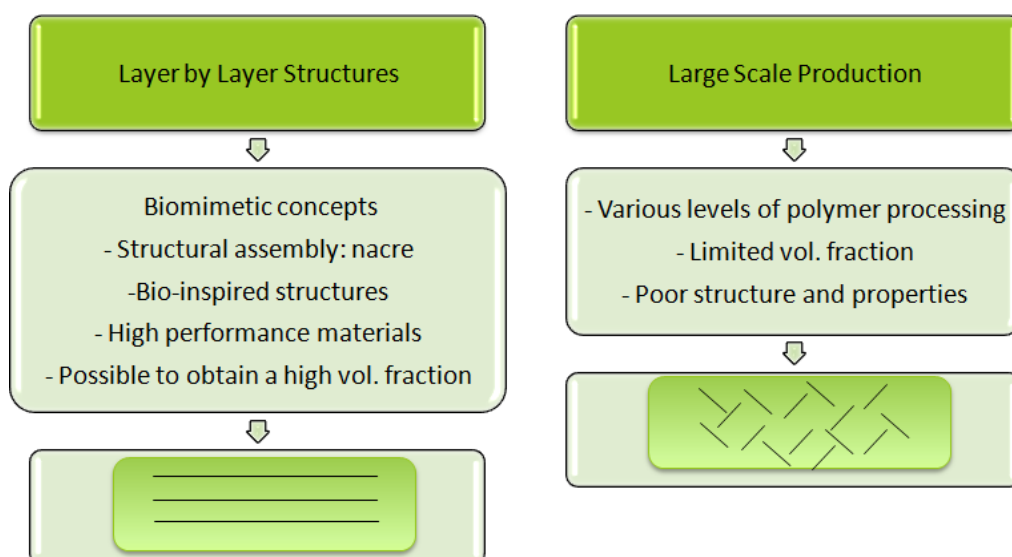 Layer by Layer Structures
Biomimetic concepts
- Structural assembly: nacre
-Bio-inspired structures
- High performance materials
- Possible to obtain a high vol. fraction
Large Scale Production
- Various levels of polymer processing
- Limited vol. fraction
- Poor structure and properties